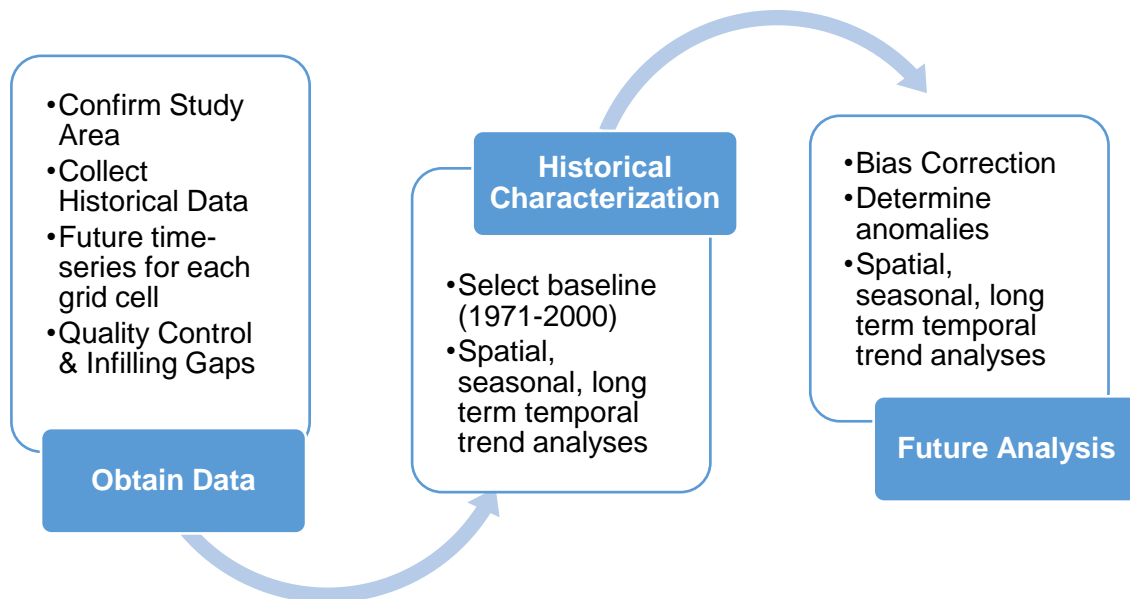 •Confirm Study
Area
•Collect
Historical Data
•Future time-
series for each
grid cell
•Quality Control
& Infilling Gaps
Obtain Data
Historical
Characterization
•Select baseline
(1971-2000)
•Spatial,
seasonal, long
term temporal
trend analyses
•Bias Correction
•Determine
anomalies
•Spatial,
seasonal, long
term temporal
trend analyses
Future Analysis